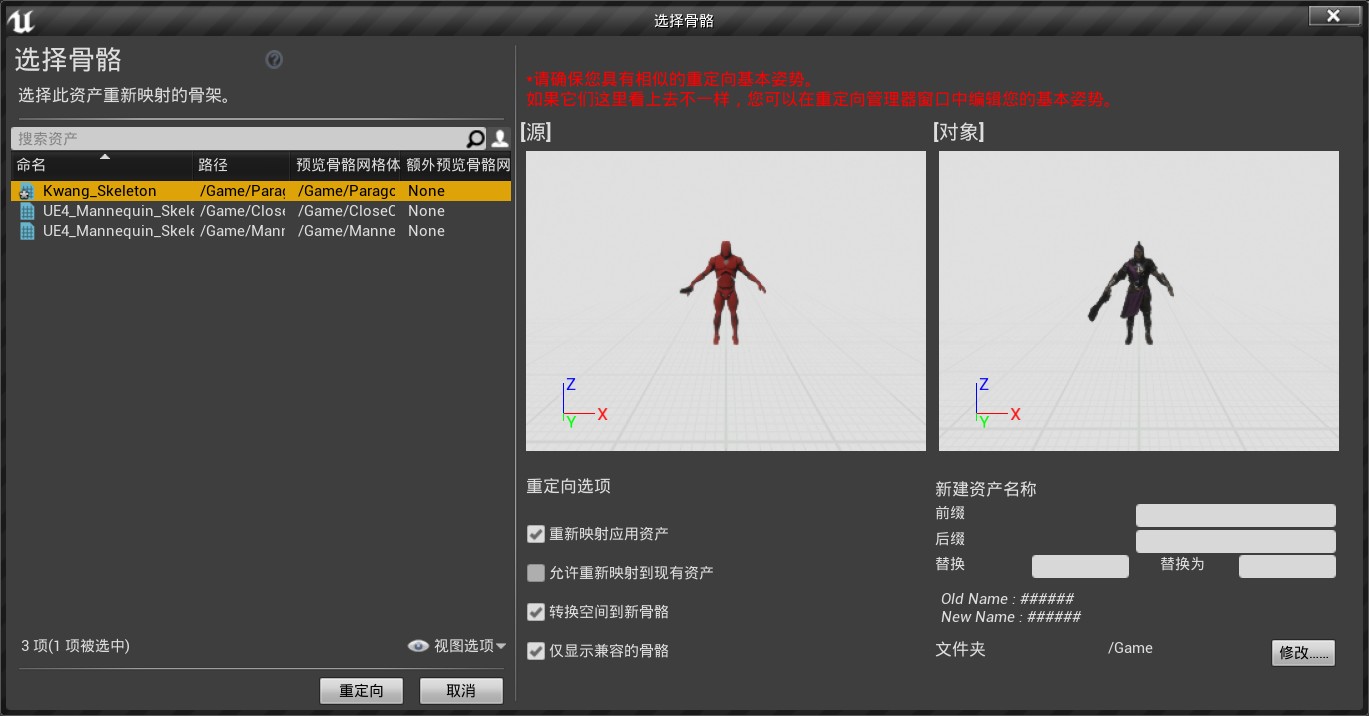 选择骨骼
选择骨骼
选择此资产重新映射的骨架。
搜索资产
命名 路径 预览骨骼网格体 额外预览骨骼网
Kwang_Skeleton /Game/Parag /Game/Parago None
UE4_Mannequin_Skele /Game/Close /Game/CloseC None
UE4_Mannequin_Skele /Game/Mann /Game/Manne None
3 项(1 项被选中) 视图选项
重定向 取消
*请确保您具有相似的重定向基本姿势。
如果它们这里看上去不一样，您可以在重定向管理器窗口中编辑您的基本姿势。
[源] [对象]
Z X Y
Z X Y
重定向选项
重新映射应用资产
允许重新映射到现有资产
转换空间到新骨骼
仅显示兼容的骨骼
新建资产名称
前缀
后缀
替换 替换为
Old Name : ######
New Name : ######
文件夹 /Game 修改......